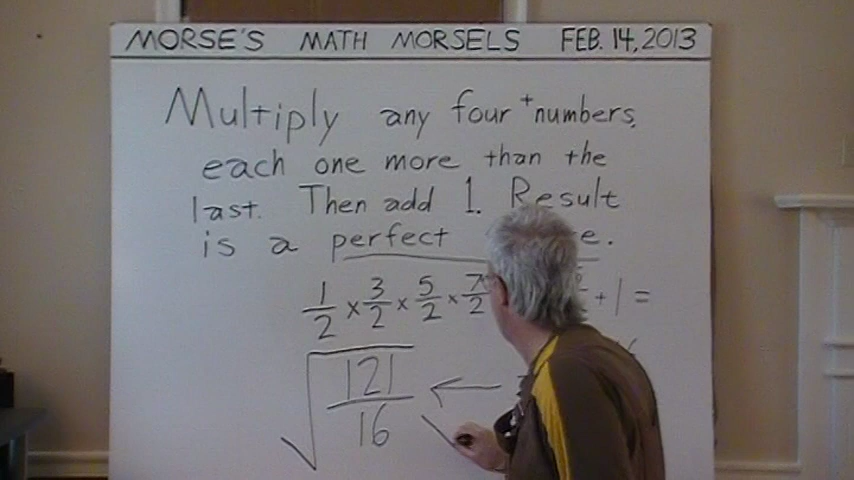 MORSE'S MATH MORSELS FEB. 14, 2013
Multiply any four + numbers,
each one more than the
last. Then add 1. Result
is a perfect e.
1/2 × 3/2 × 5/2 × 7/2 + 1 =
√ 121/16 ←